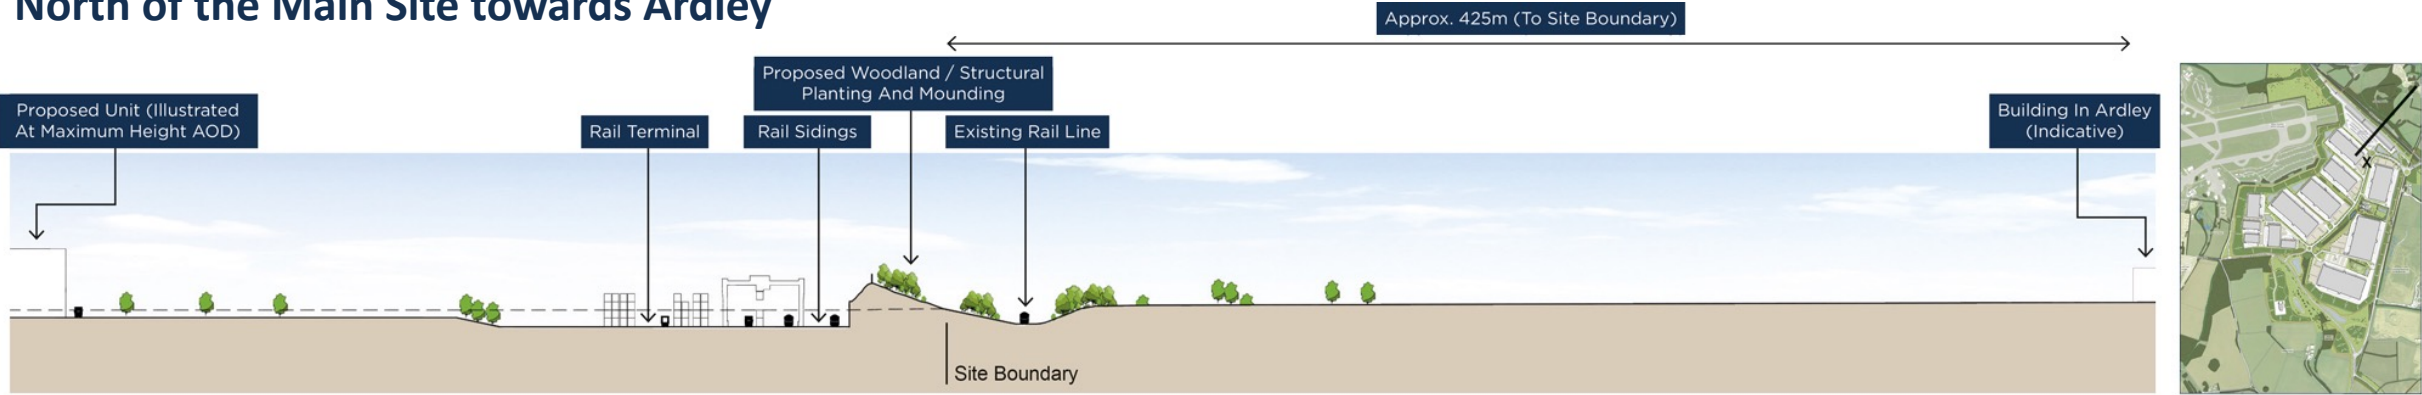 North of the Main Site towards Ardley
Approx. 425m (To Site Boundary)
Proposed Woodland / Structural
Planting And Mounding
Proposed Unit (Illustrated
At Maximum Height AOD)
Rail Terminal
Rail Sidings
Existing Rail Line
Building In Ardley
(Indicative)
X
Site Boundary